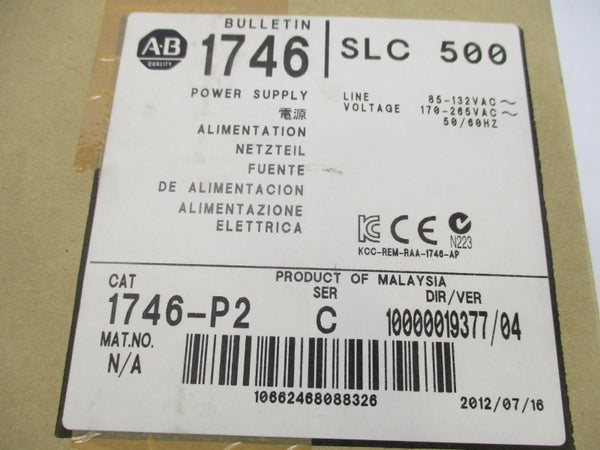 BULLETIN
A-B
QUALITY
1746
SLC 500
POWER SUPPLY
電源
ALIMENTATION
NETZTEIL
FUENTE
DE ALIMENTACION
ALIMENTAZIONE
ELETTRICA
LINE
VOLTAGE
85-132VAC~
170-265VAC~
50/60HZ
KC CE N223
KCC-REM-RAA-1746-AP
PRODUCT OF MALAYSIA
CAT
SER
DIR/VER
1746-P2
C
10000019377/04
MAT.NO.
N/A
10662468088326
2012/07/16